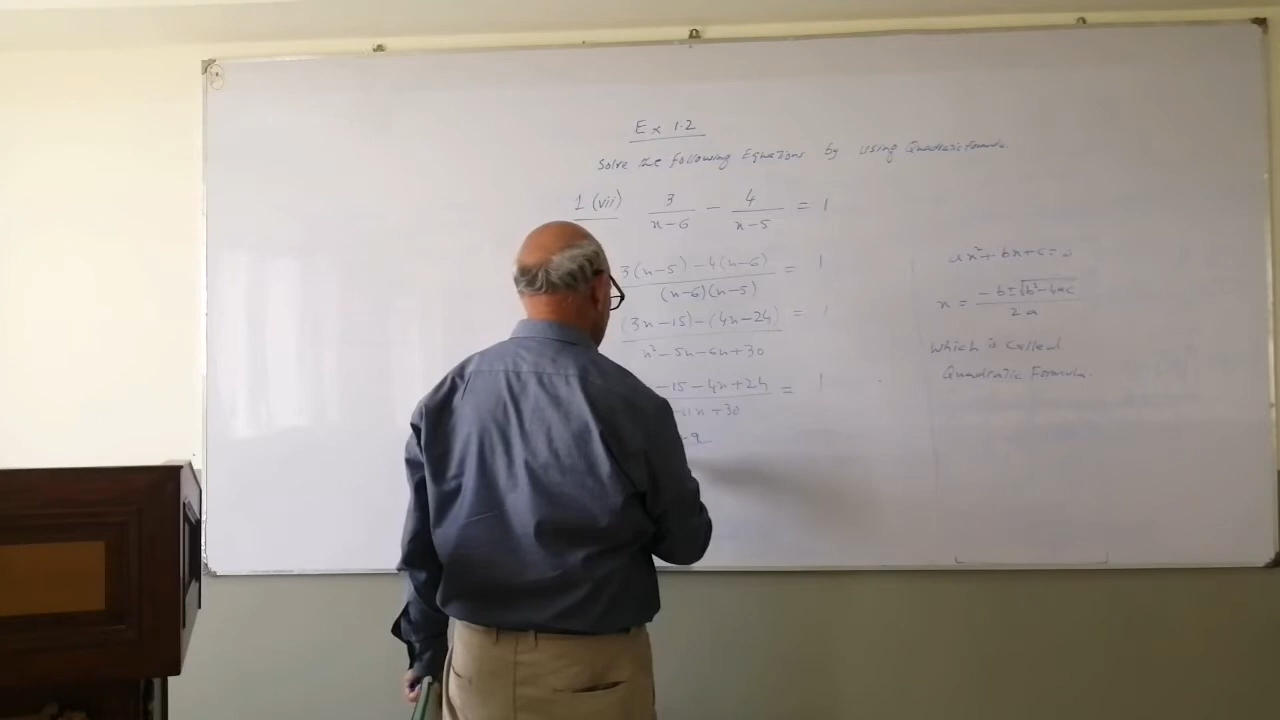 Ex 1.2
Solve the following Equations by using Quadratic Formula.
1 (vii) 3/(x-6) - 4/(x-5) = 1
3(x-5)-4(x-6)/(x-6)(x-5) = 1
(3x-15)-(4x-24)/x²-5x-6x+30 = 1
-15-4x+24/-11x+30 = 1
-9
ax²+bx+c=0
x = -b±√b²-4ac/2a
which is called
Quadratic Formula.